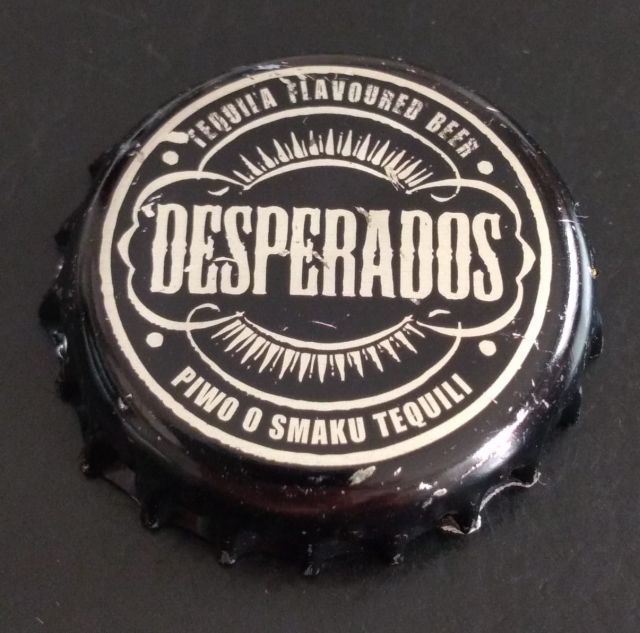 TEQUILA FLAVOURED BEER
DESPERADOS
PIWO O SMAKU TEQUILI